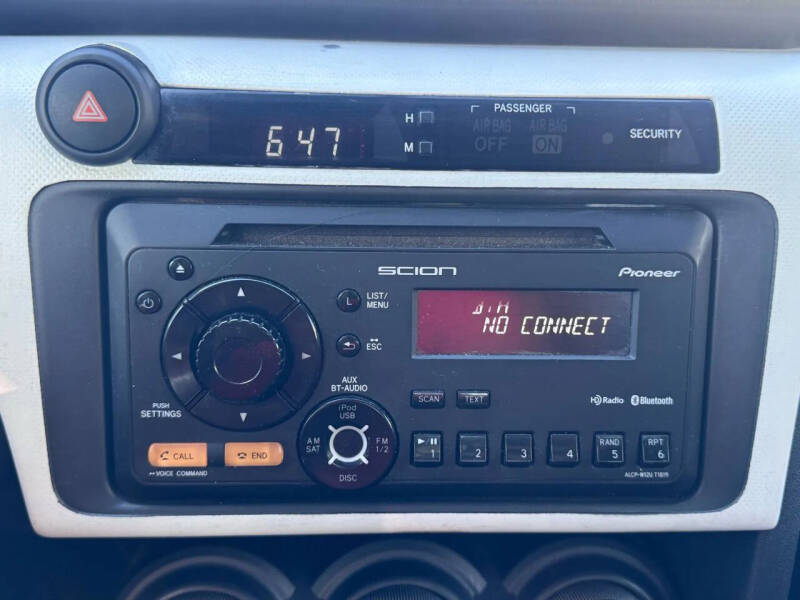 647
H
M
PASSENGER
AIR BAG OFF
AIR BAG ON
SECURITY
SCION
Pioneer
LIST/
MENU
ESC
NO CONNECT
AUX
BT-AUDIO
iPod
USB
AM
SAT
FM
1/2
DISC
PUSH
SETTINGS
CALL
END
VOICE COMMAND
SCAN
TEXT
HD Radio
Bluetooth
1
2
3
4
RAND
5
RPT
6